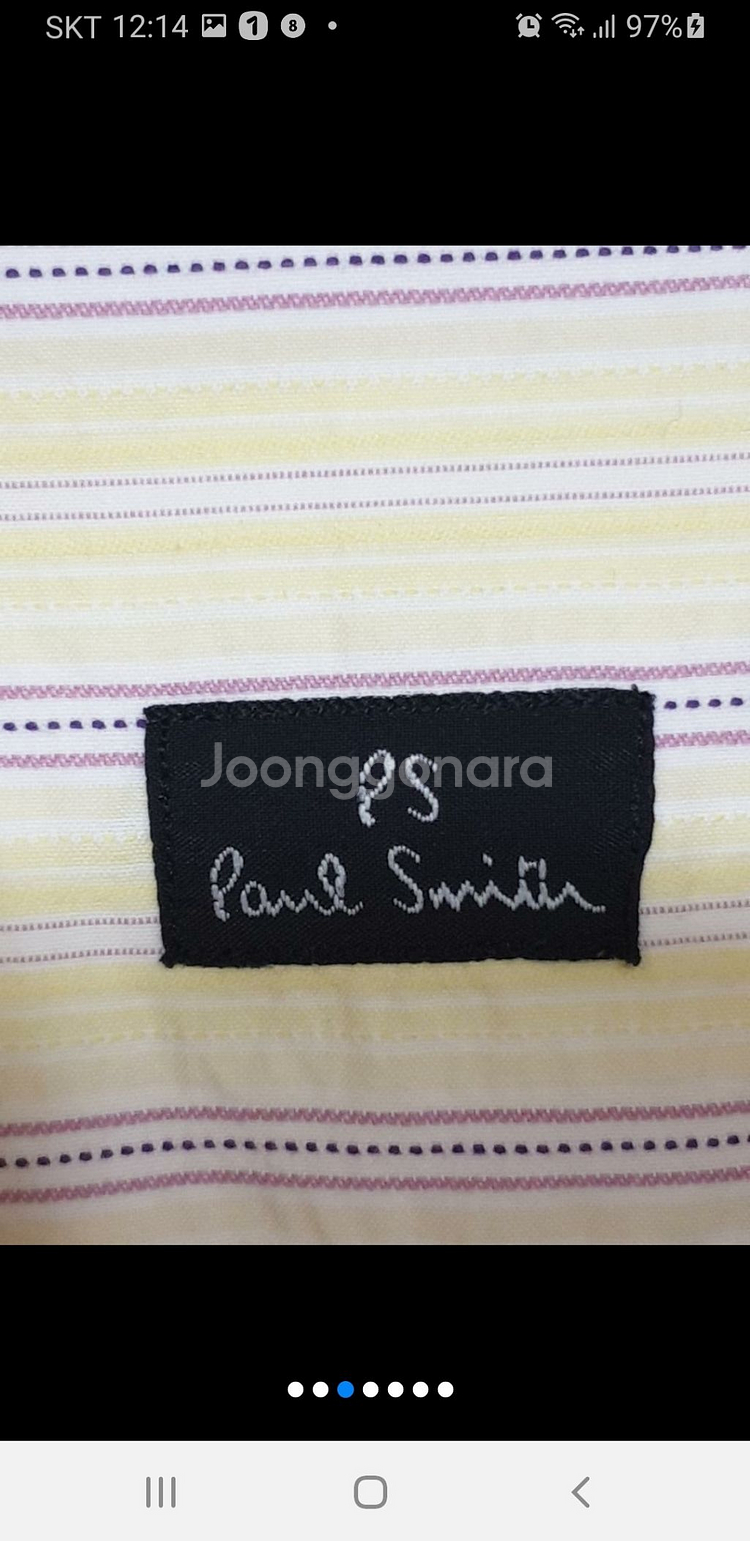 SKT 12:14 1 8 97%
Joonggonara
PS
Paul Smith